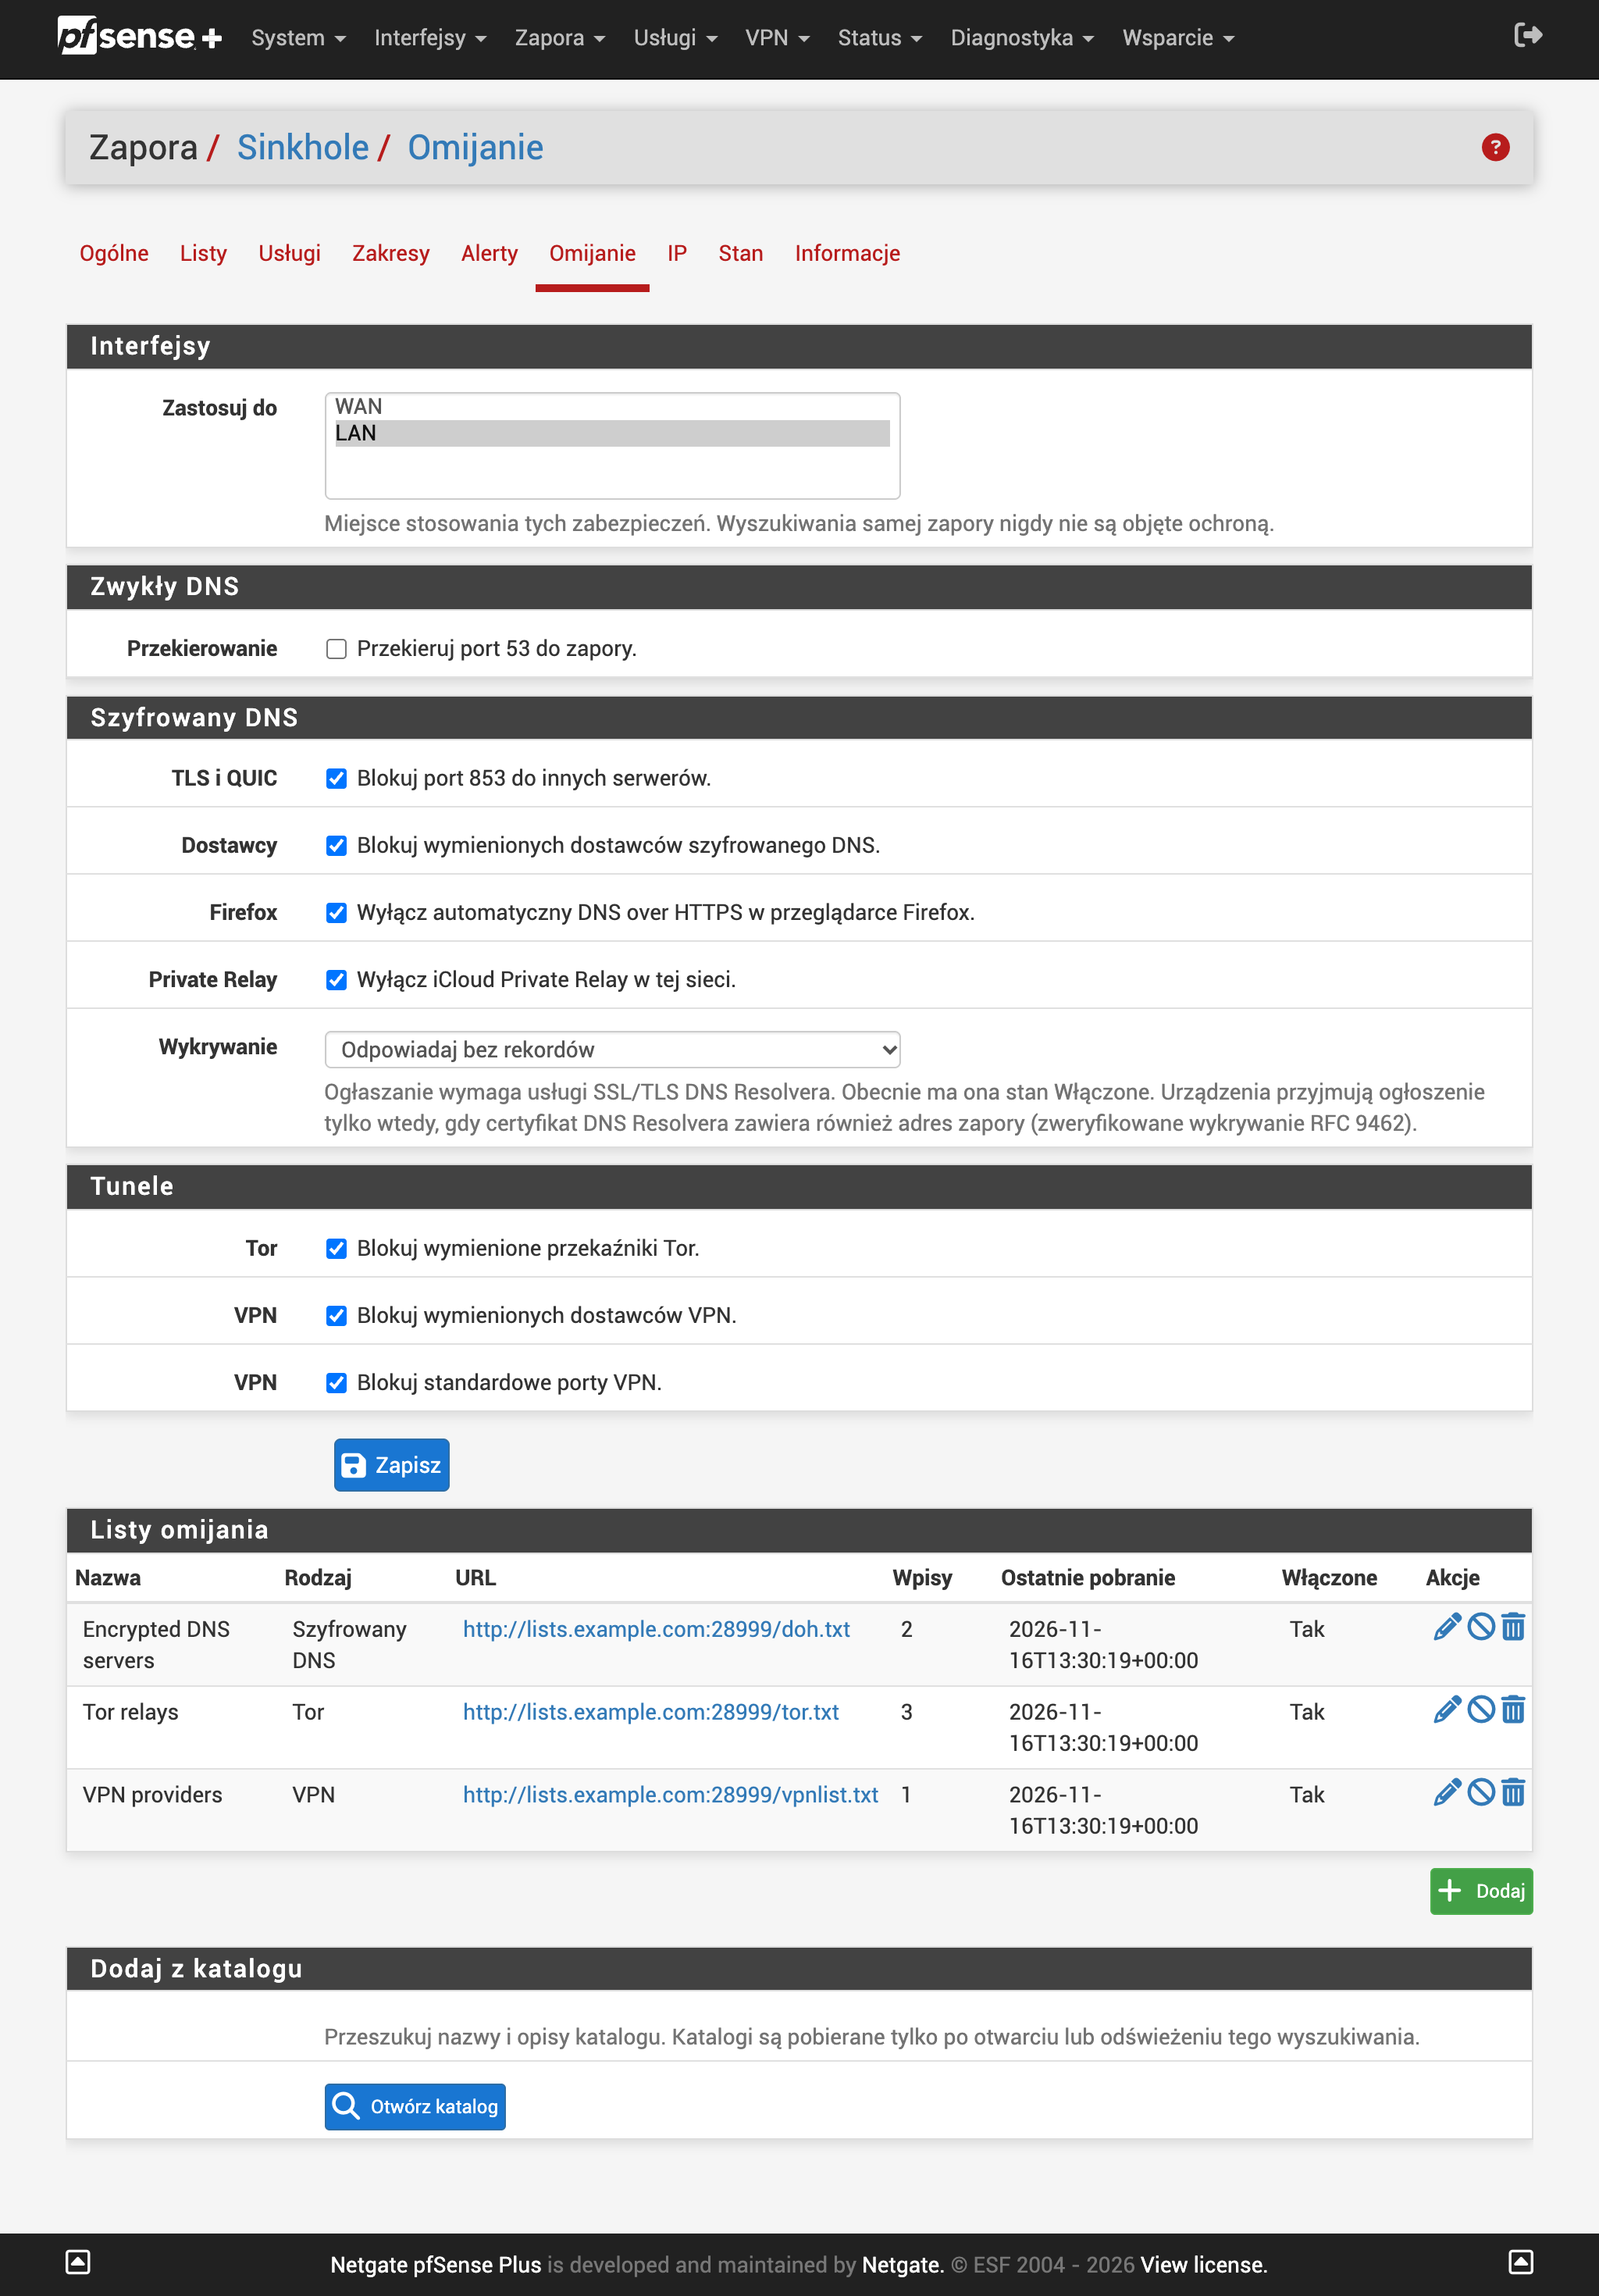 pfsense +
System
Interfejsy
Zapora
Usługi
VPN
Status
Diagnostyka
Wsparcie
Zapora / Sinkhole / Omijanie
?
Ogólne
Listy
Usługi
Zakresy
Alerty
Omijanie
IP
Stan
Informacje
Interfejsy
Zastosuj do
WAN
LAN
Miejsce stosowania tych zabezpieczeń. Wyszukiwania samej zapory nigdy nie są objęte ochroną.
Zwykły DNS
Przekierowanie
Przekieruj port 53 do zapory.
Szyfrowany DNS
TLS i QUIC
Blokuj port 853 do innych serwerów.
Dostawcy
Blokuj wymienionych dostawców szyfrowanego DNS.
Firefox
Wyłącz automatyczny DNS over HTTPS w przeglądarce Firefox.
Private Relay
Wyłącz iCloud Private Relay w tej sieci.
Wykrywanie
Odpowiadaj bez rekordów
Ogłaszanie wymaga usługi SSL/TLS DNS Resolvera. Obecnie ma ona stan Włączone. Urządzenia przyjmują ogłoszenie
tylko wtedy, gdy certyfikat DNS Resolvera zawiera również adres zapory (zweryfikowane wykrywanie RFC 9462).
Tunele
Tor
Blokuj wymienione przekaźniki Tor.
VPN
Blokuj wymienionych dostawców VPN.
VPN
Blokuj standardowe porty VPN.
Zapisz
Listy omijania
Nazwa
Rodzaj
URL
Wpisy
Ostatnie pobranie
Włączone
Akcje
Encrypted DNS
servers
Szyfrowany
DNS
http://lists.example.com:28999/doh.txt
2
2026-11-
16T13:30:19+00:00
Tak
Tor relays
Tor
http://lists.example.com:28999/tor.txt
3
2026-11-
16T13:30:19+00:00
Tak
VPN providers
VPN
http://lists.example.com:28999/vpnlist.txt
1
2026-11-
16T13:30:19+00:00
Tak
Dodaj
Dodaj z katalogu
Przeszukuj nazwy i opisy katalogu. Katalogi są pobierane tylko po otwarciu lub odświeżeniu tego wyszukiwania.
Otwórz katalog
Netgate pfSense Plus is developed and maintained by Netgate. © ESF 2004 - 2026 View license.